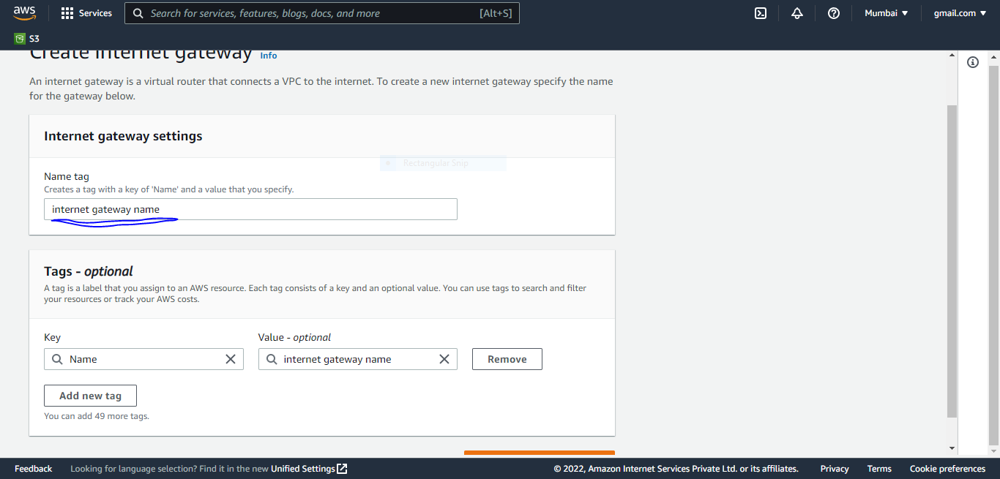 aws
Services
Search for services, features, blogs, docs, and more [Alt+S]
Mumbai
gmail.com
S3
Create internet gateway Info
An internet gateway is a virtual router that connects a VPC to the internet. To create a new internet gateway specify the name
for the gateway below.
Internet gateway settings
Rectangular Snip
Name tag
Creates a tag with a key of 'Name' and a value that you specify.
internet gateway name
Tags - optional
A tag is a label that you assign to an AWS resource. Each tag consists of a key and an optional value. You can use tags to search and filter
your resources or track your AWS costs.
Key
Value - optional
Name
internet gateway name
Remove
Add new tag
You can add 49 more tags.
Feedback
Looking for language selection? Find it in the new Unified Settings
© 2022, Amazon Internet Services Private Ltd. or its affiliates.
Privacy
Terms
Cookie preferences